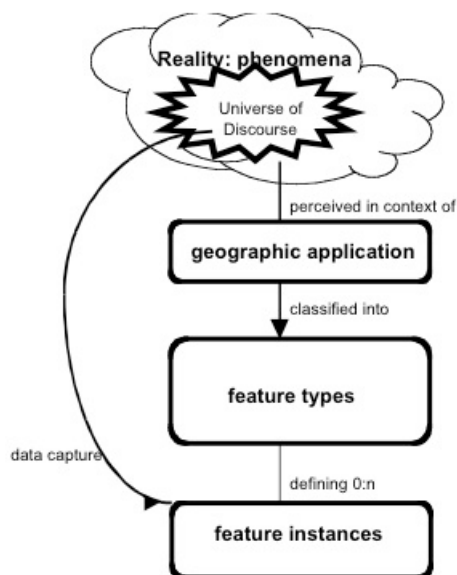 Reality: phenomena
Universe of
Discourse
perceived in context of
geographic application
classified into
feature types
data capture
defining 0:n
feature instances